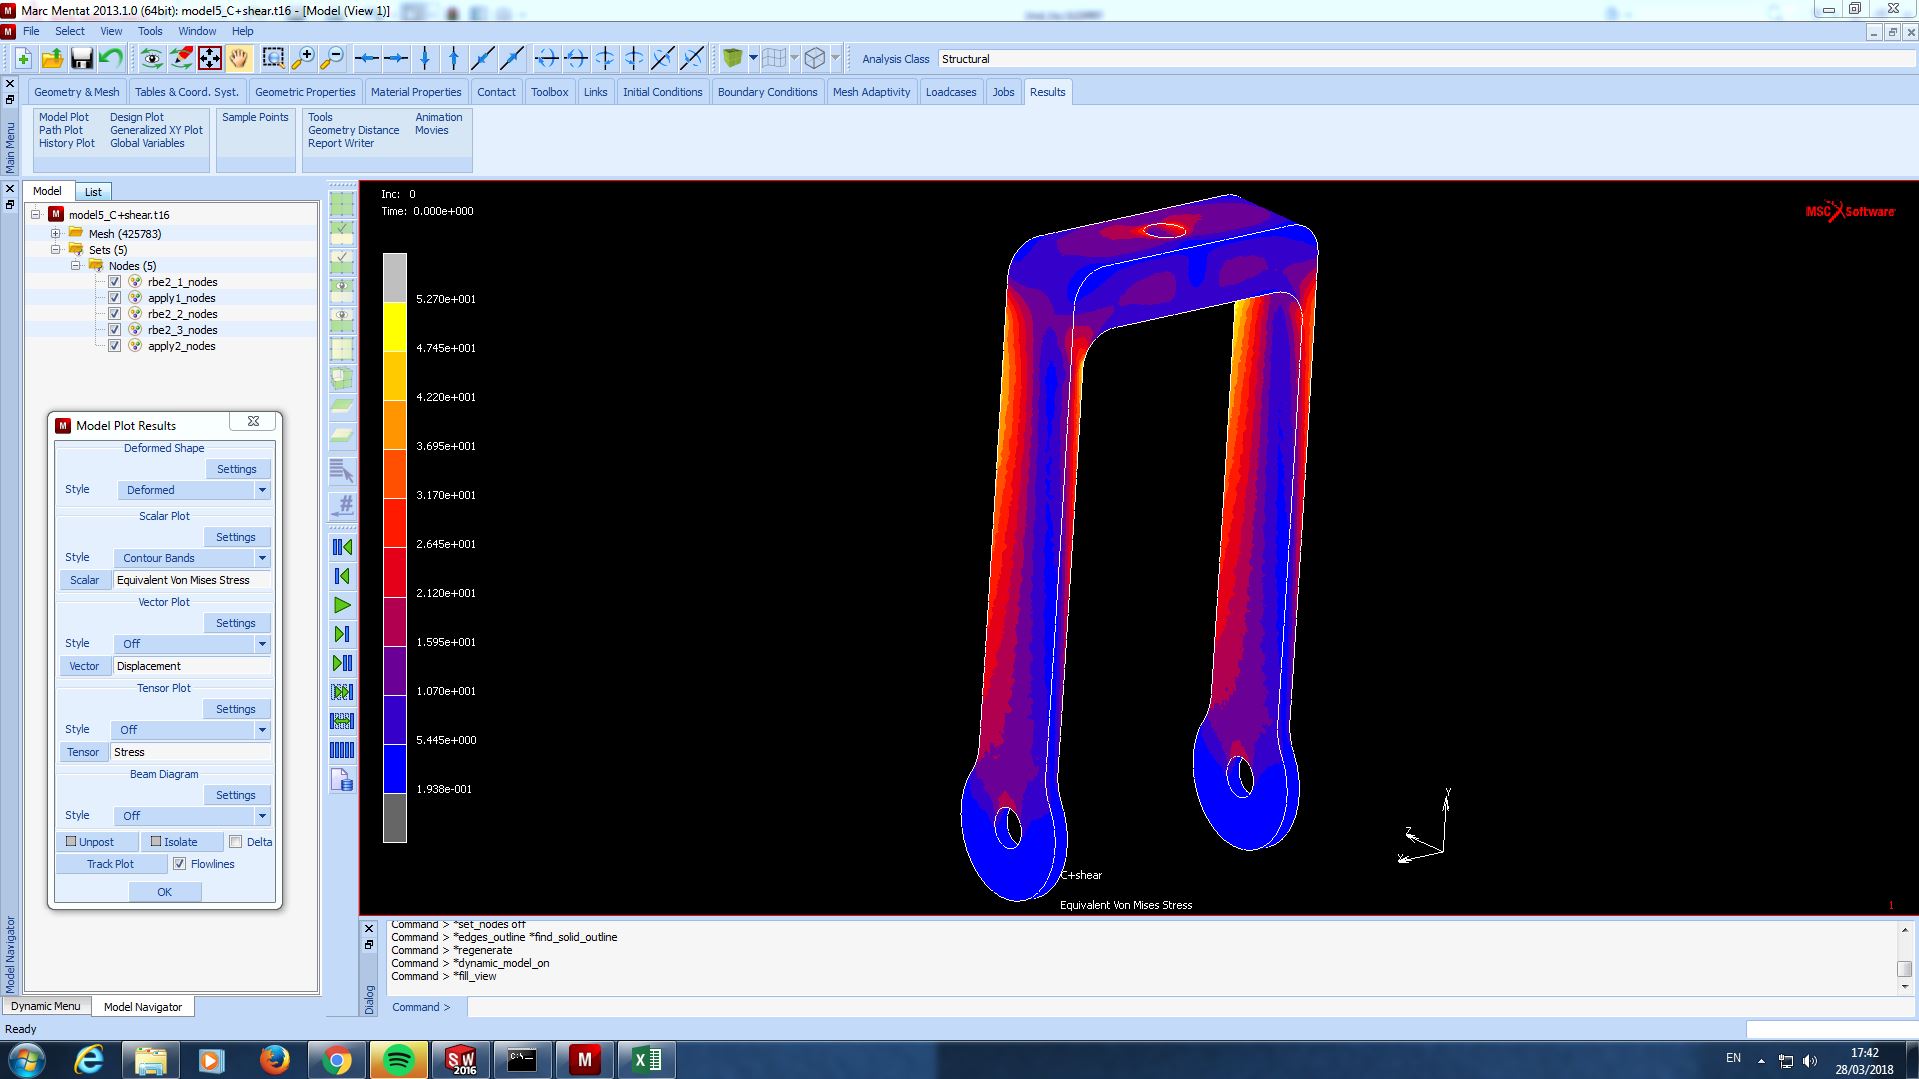 Marc Mentat 2013.1.0 (64bit): model5_C+shear.t16 - [Model (View 1)]
File Select View Tools Window Help
Analysis Class Structural
Geometry & Mesh Tables & Coord. Syst. Geometric Properties Material Properties Contact Toolbox Links Initial Conditions Boundary Conditions Mesh Adaptivity Loadcases Jobs Results
Model Plot Design Plot Sample Points Tools Animation
Path Plot Generalized XY Plot Geometry Distance Movies
History Plot Global Variables Report Writer
Main Menu
Model List
model5_C+shear.t16
Mesh (425783)
Sets (5)
Nodes (5)
rbe2_1_nodes
apply1_nodes
rbe2_2_nodes
rbe2_3_nodes
apply2_nodes
Model Plot Results
Deformed Shape
Settings
Style Deformed
Scalar Plot
Settings
Style Contour Bands
Scalar Equivalent Von Mises Stress
Vector Plot
Settings
Style Off
Vector Displacement
Tensor Plot
Settings
Style Off
Tensor Stress
Beam Diagram
Settings
Style Off
Unpost Isolate Delta
Track Plot Flowlines
OK
Model Navigator
Dynamic Menu Model Navigator
Ready
Inc: 0
Time: 0.000e+000
MSC Software
5.270e+001
4.745e+001
4.220e+001
3.695e+001
3.170e+001
2.645e+001
2.120e+001
1.595e+001
1.070e+001
5.445e+000
1.938e-001
Y
Z
X
C+shear
Equivalent Von Mises Stress
1
Dialog
Command > *set_nodes off
Command > *edges_outline *find_solid_outline
Command > *regenerate
Command > *dynamic_model_on
Command > *fill_view
Command >
SW
2016
C:\
EN
17:42
28/03/2018